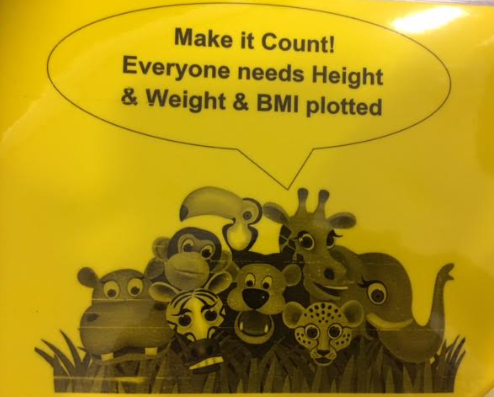 Make it Count!
Everyone needs Height
& Weight & BMI plotted